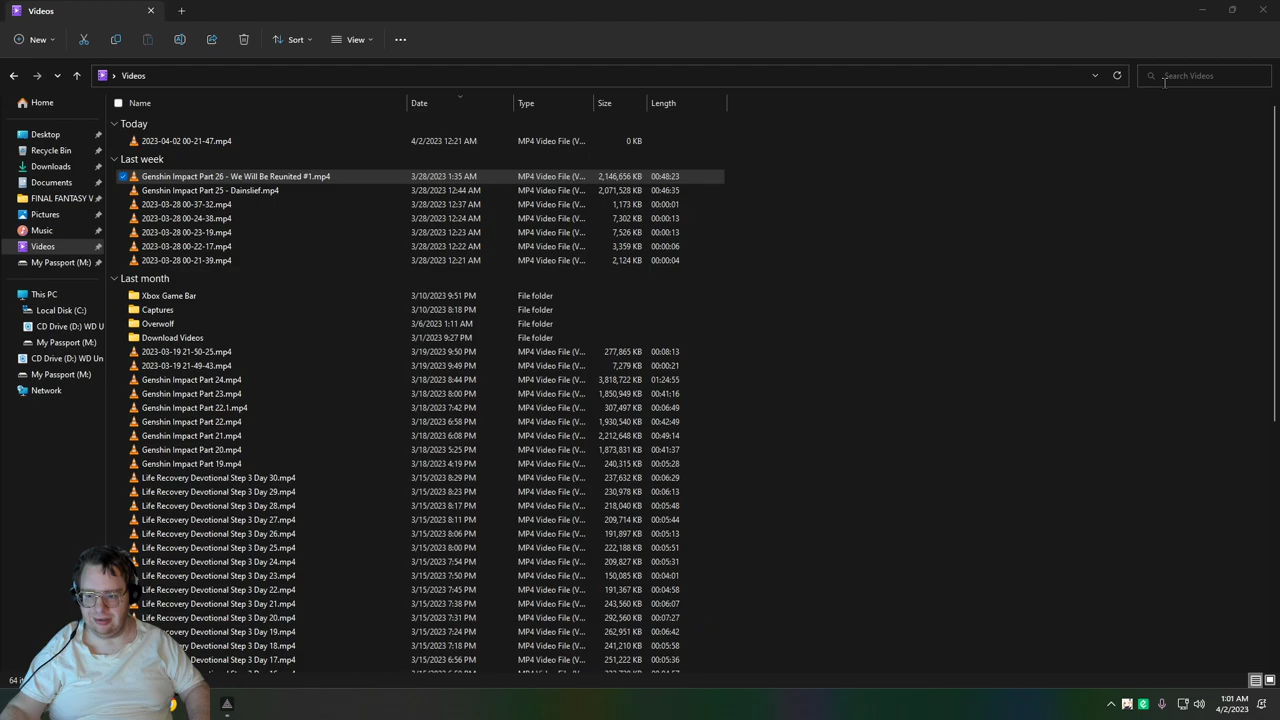 Videos
New
Sort
View
Videos
Search Videos
Name Date Type Size Length
Home
Desktop
Recycle Bin
Downloads
Documents
FINAL FANTASY V
Pictures
Music
Videos
My Passport (M:)
This PC
Local Disk (C:)
CD Drive (D:) WD U
My Passport (M:)
CD Drive (D:) WD Un
My Passport (M:)
Network
Today
2023-04-02 00-21-47.mp4 4/2/2023 12:21 AM MP4 Video File (V... 0 KB
Last week
Genshin Impact Part 26 - We Will Be Reunited #1.mp4 3/28/2023 1:35 AM MP4 Video File (V... 2,146,656 KB 00:48:23
Genshin Impact Part 25 - Dainslief.mp4 3/28/2023 12:44 AM MP4 Video File (V... 2,071,528 KB 00:46:35
2023-03-28 00-37-32.mp4 3/28/2023 12:37 AM MP4 Video File (V... 1,173 KB 00:00:01
2023-03-28 00-24-38.mp4 3/28/2023 12:24 AM MP4 Video File (V... 7,302 KB 00:00:13
2023-03-28 00-23-19.mp4 3/28/2023 12:23 AM MP4 Video File (V... 7,526 KB 00:00:13
2023-03-28 00-22-17.mp4 3/28/2023 12:22 AM MP4 Video File (V... 3,359 KB 00:00:06
2023-03-28 00-21-39.mp4 3/28/2023 12:21 AM MP4 Video File (V... 2,124 KB 00:00:04
Last month
Xbox Game Bar 3/10/2023 9:51 PM File folder
Captures 3/10/2023 8:18 PM File folder
Overwolf 3/6/2023 1:11 AM File folder
Download Videos 3/1/2023 9:27 PM File folder
2023-03-19 21-50-25.mp4 3/19/2023 9:50 PM MP4 Video File (V... 277,865 KB 00:08:13
2023-03-19 21-49-43.mp4 3/19/2023 9:49 PM MP4 Video File (V... 7,279 KB 00:00:21
Genshin Impact Part 24.mp4 3/18/2023 8:44 PM MP4 Video File (V... 3,818,722 KB 01:24:55
Genshin Impact Part 23.mp4 3/18/2023 8:00 PM MP4 Video File (V... 1,850,949 KB 00:41:16
Genshin Impact Part 22.1.mp4 3/18/2023 7:42 PM MP4 Video File (V... 307,497 KB 00:06:49
Genshin Impact Part 22.mp4 3/18/2023 6:58 PM MP4 Video File (V... 1,930,540 KB 00:42:49
Genshin Impact Part 21.mp4 3/18/2023 6:08 PM MP4 Video File (V... 2,212,648 KB 00:49:14
Genshin Impact Part 20.mp4 3/18/2023 5:25 PM MP4 Video File (V... 1,873,831 KB 00:41:37
Genshin Impact Part 19.mp4 3/18/2023 4:19 PM MP4 Video File (V... 240,315 KB 00:05:28
Life Recovery Devotional Step 3 Day 30.mp4 3/15/2023 8:29 PM MP4 Video File (V... 237,632 KB 00:06:29
Life Recovery Devotional Step 3 Day 29.mp4 3/15/2023 8:23 PM MP4 Video File (V... 230,978 KB 00:06:13
Life Recovery Devotional Step 3 Day 28.mp4 3/15/2023 8:17 PM MP4 Video File (V... 218,040 KB 00:05:48
Life Recovery Devotional Step 3 Day 27.mp4 3/15/2023 8:11 PM MP4 Video File (V... 209,714 KB 00:05:44
Life Recovery Devotional Step 3 Day 26.mp4 3/15/2023 8:06 PM MP4 Video File (V... 191,897 KB 00:05:13
Life Recovery Devotional Step 3 Day 25.mp4 3/15/2023 8:00 PM MP4 Video File (V... 222,188 KB 00:05:51
Life Recovery Devotional Step 3 Day 24.mp4 3/15/2023 7:54 PM MP4 Video File (V... 209,827 KB 00:05:31
Life Recovery Devotional Step 3 Day 23.mp4 3/15/2023 7:50 PM MP4 Video File (V... 150,085 KB 00:04:01
Life Recovery Devotional Step 3 Day 22.mp4 3/15/2023 7:45 PM MP4 Video File (V... 191,367 KB 00:04:58
Life Recovery Devotional Step 3 Day 21.mp4 3/15/2023 7:38 PM MP4 Video File (V... 243,560 KB 00:06:07
Life Recovery Devotional Step 3 Day 20.mp4 3/15/2023 7:31 PM MP4 Video File (V... 292,560 KB 00:07:27
Recovery Devotional Step 3 Day 19.mp4 3/15/2023 7:24 PM MP4 Video File (V... 262,951 KB 00:06:42
Recovery Devotional Step 3 Day 18.mp4 3/15/2023 7:18 PM MP4 Video File (V... 241,210 KB 00:05:58
Recovery Devotional Step 3 Day 17.mp4 3/15/2023 6:56 PM MP4 Video File (V... 251,222 KB 00:05:36
64
1:01 AM
4/2/2023